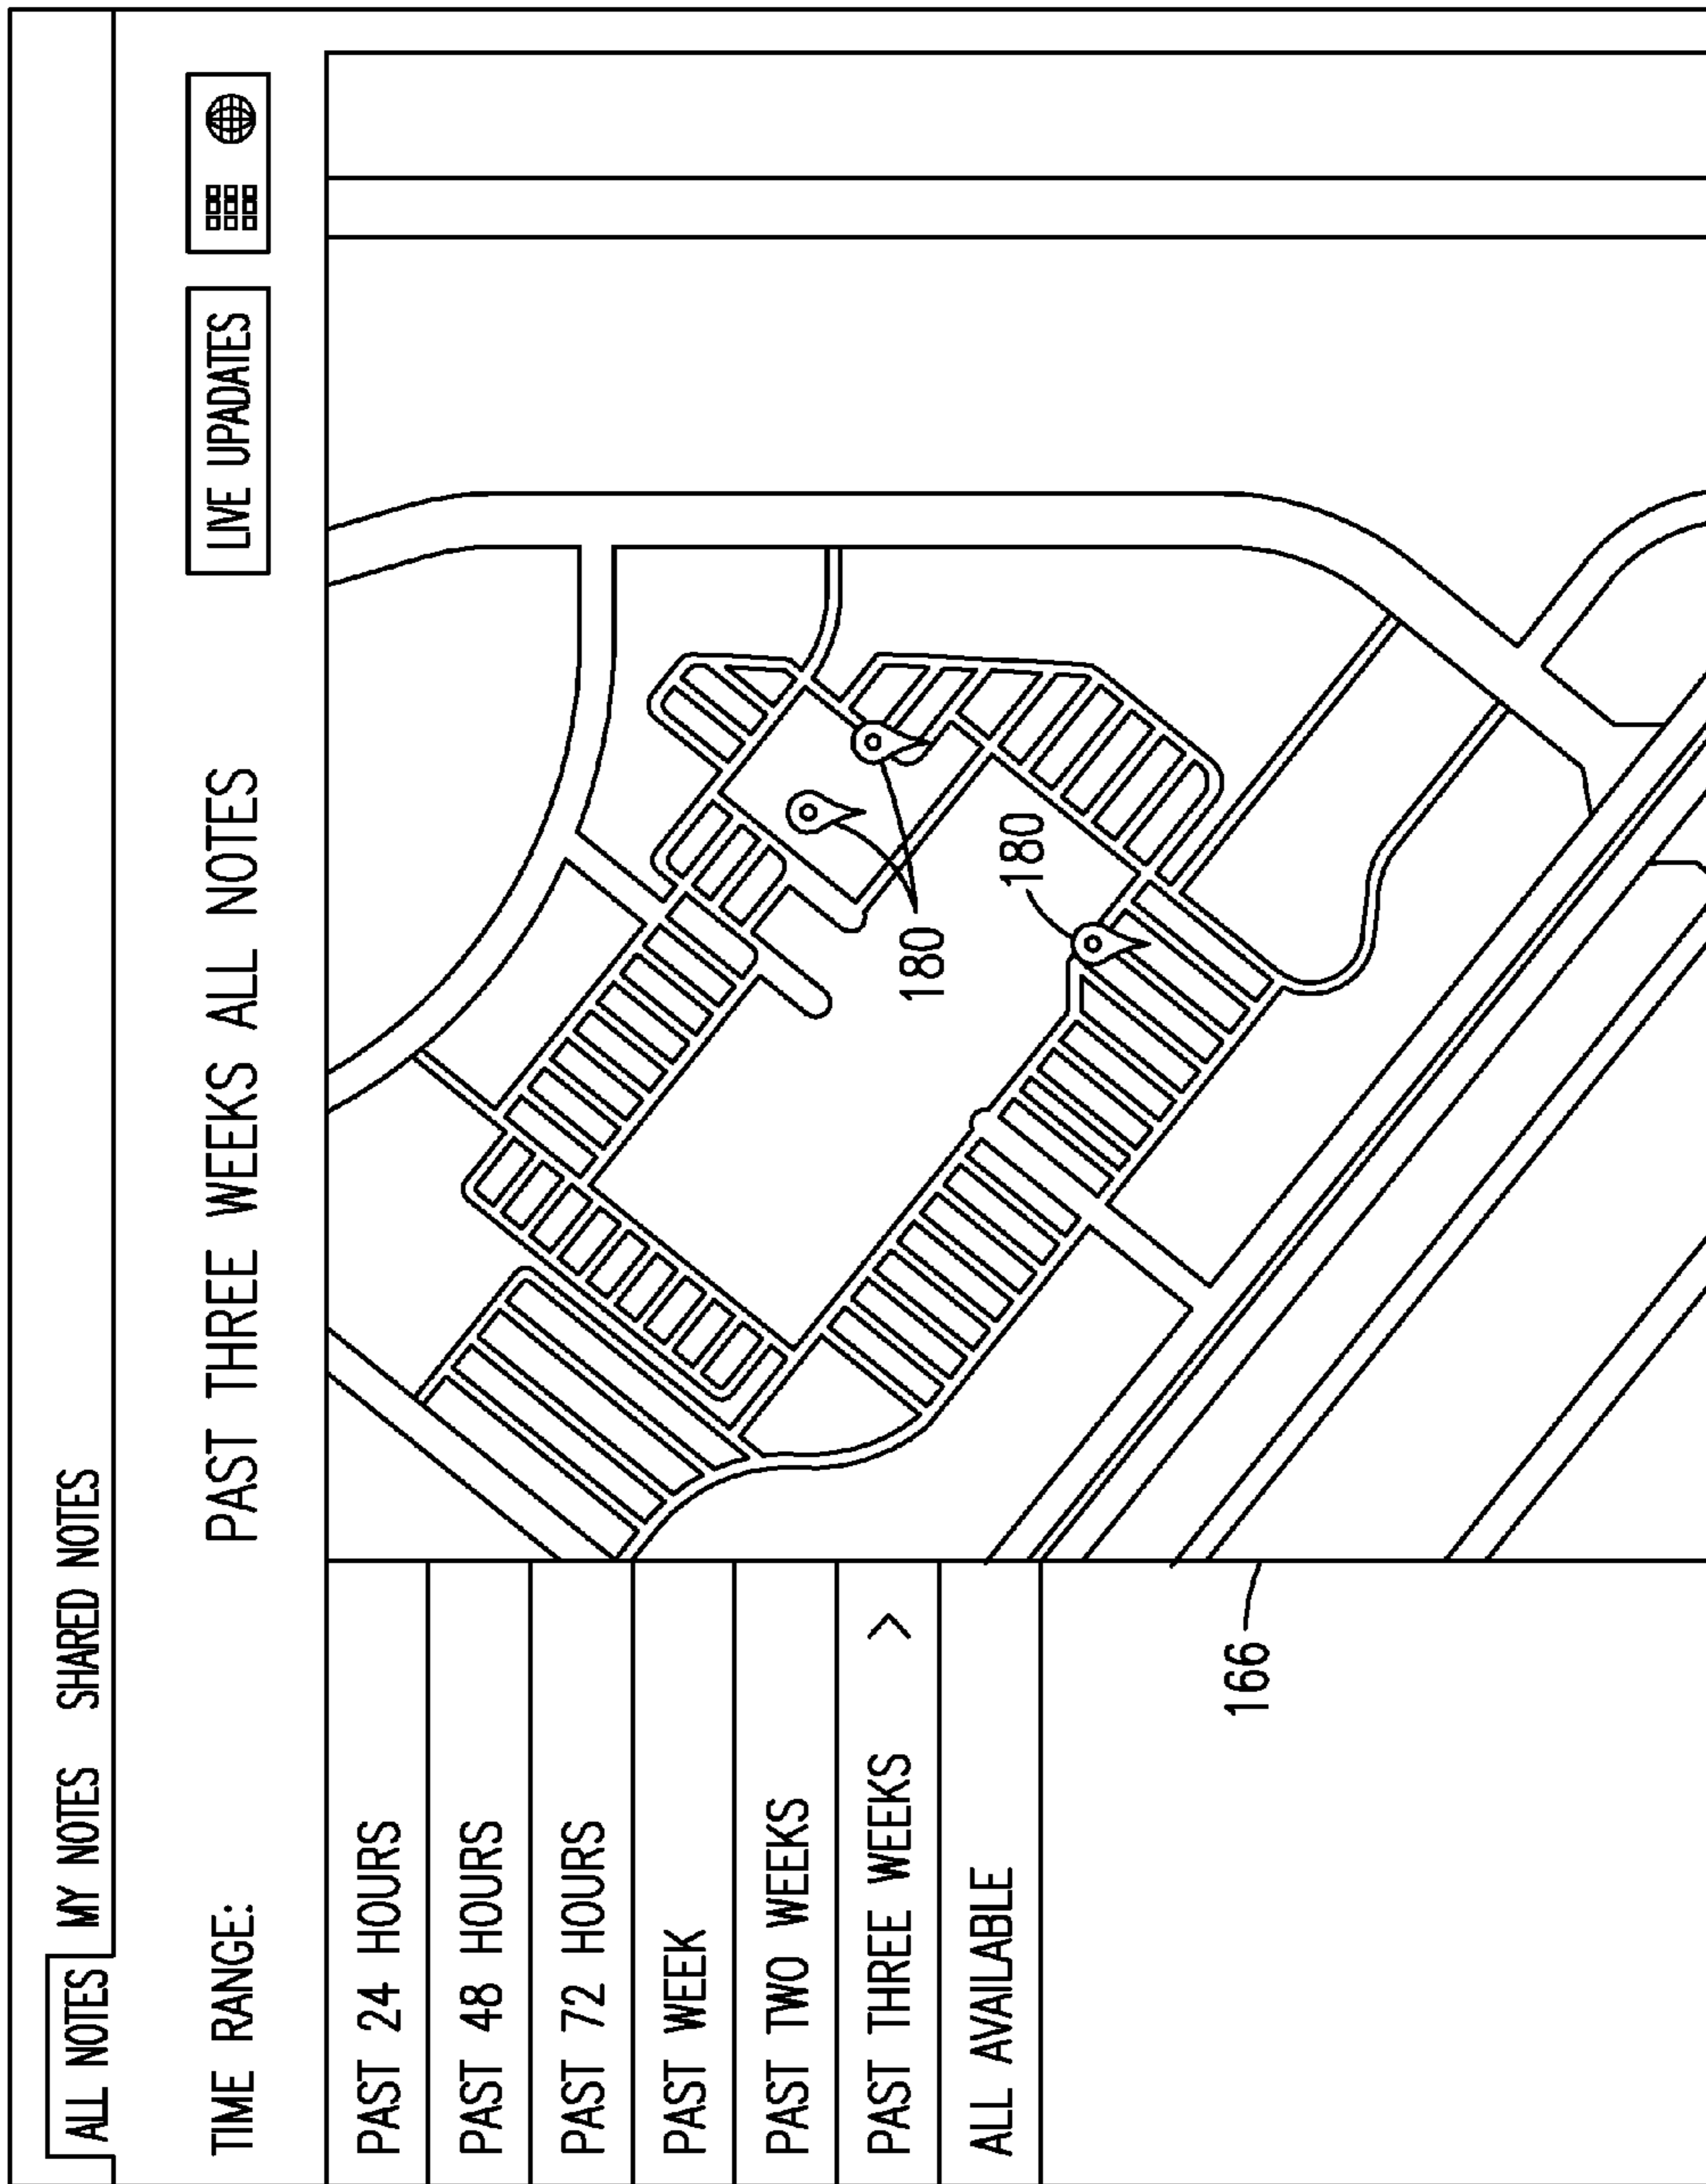 ALL NOTES MY NOTES SHARED NOTES
TIME RANGE: PAST THREE WEEKS ALL NOTES LIVE UPADATES
PAST 24 HOURS
PAST 48 HOURS
PAST 72 HOURS
PAST WEEK
PAST TWO WEEKS
PAST THREE WEEKS >
ALL AVAILABLE
180
180
166